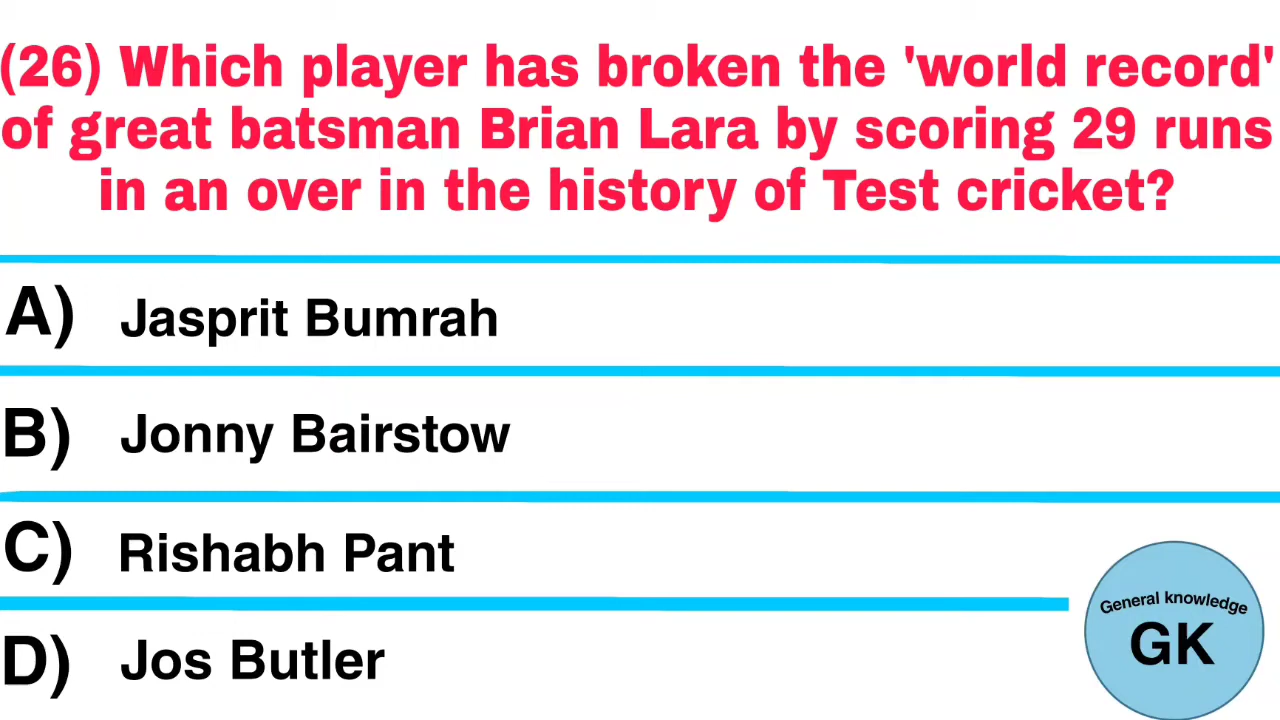 (26) Which player has broken the 'world record'
of great batsman Brian Lara by scoring 29 runs
in an over in the history of Test cricket?
A) Jasprit Bumrah
B) Jonny Bairstow
C) Rishabh Pant
D) Jos Butler
General knowledge
GK